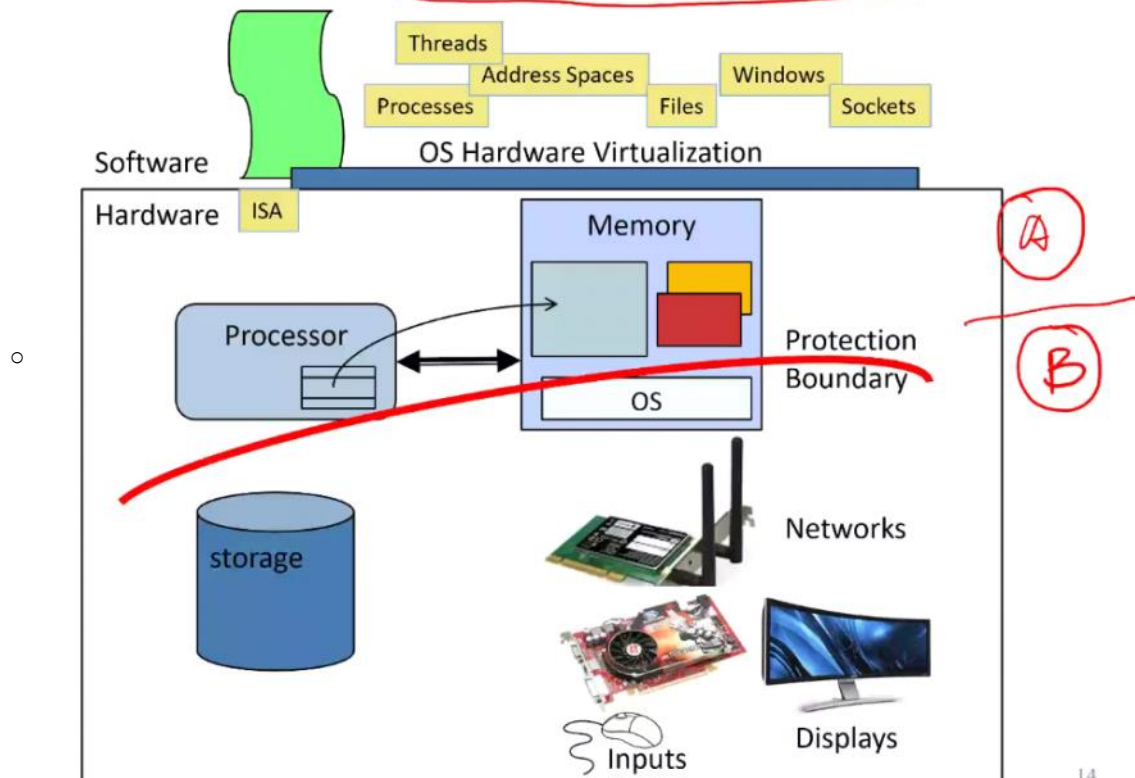 Threads
Address Spaces
Windows
Processes
Files
Sockets
Software
OS Hardware Virtualization
Hardware
ISA
Memory
A
Processor
Protection
Boundary
B
OS
Networks
storage
Displays
Inputs
14